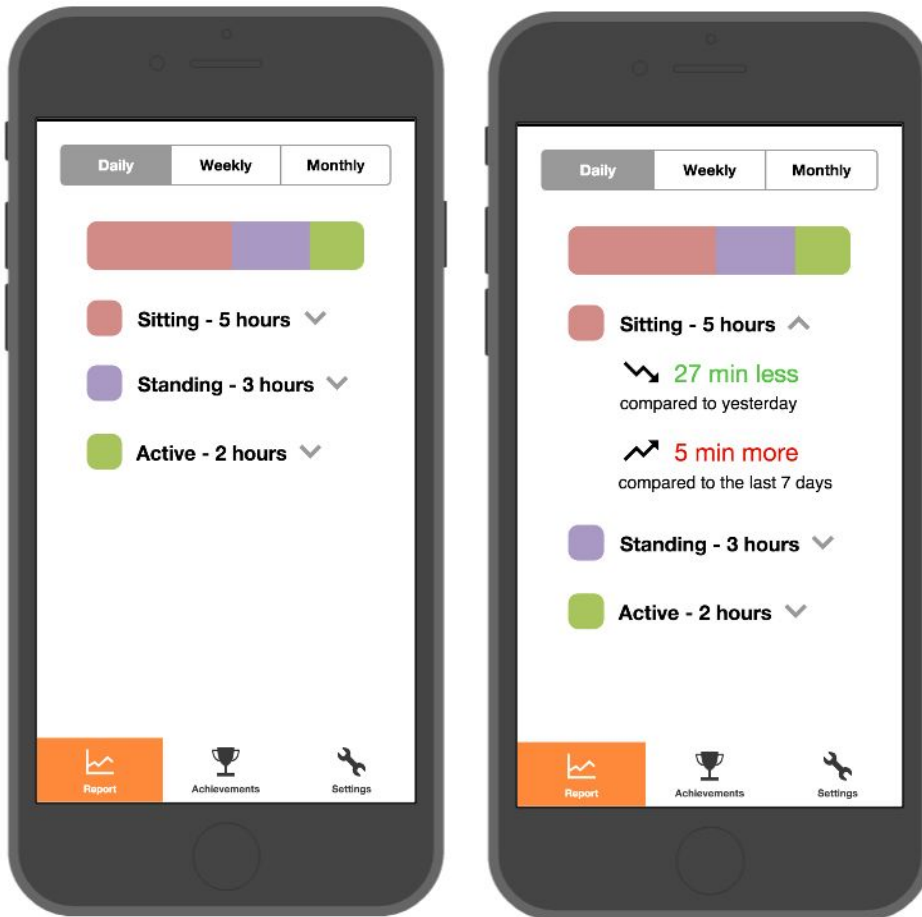 Daily Weekly Monthly
Sitting - 5 hours
Standing - 3 hours
Active - 2 hours
Report Achievements Settings
Daily Weekly Monthly
Sitting - 5 hours
27 min less
compared to yesterday
5 min more
compared to the last 7 days
Standing - 3 hours
Active - 2 hours
Report Achievements Settings